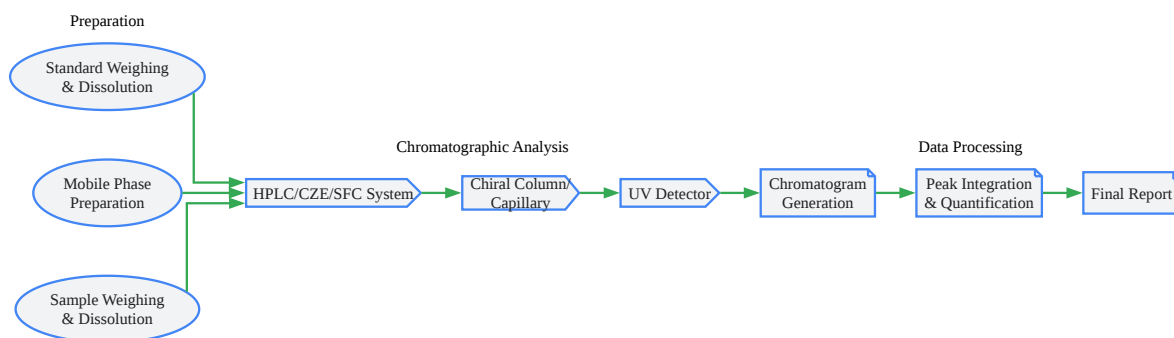 Preparation
Standard Weighing
& Dissolution
Mobile Phase
Preparation
Sample Weighing
& Dissolution
Chromatographic Analysis
HPLC/CZE/SFC System
Chiral Column/
Capillary
UV Detector
Data Processing
Chromatogram
Generation
Peak Integration
& Quantification
Final Report